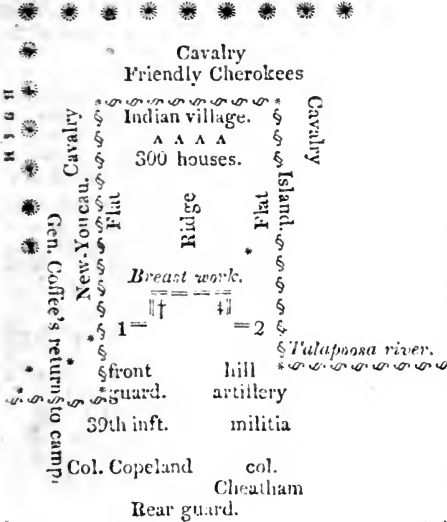 Cavalry
Friendly Cherokees
Indian village.
300 houses.
HIGH
Cavalry
New-Youcau.
Flat
Ridge
Flat
Island.
Cavalry
Breast work.
1
2
Talapoosa river.
Gen. Coffee's return to camp.
front hill
guard. artillery
39th inft. militia
Col. Copeland col.
Cheatham
Rear guard.